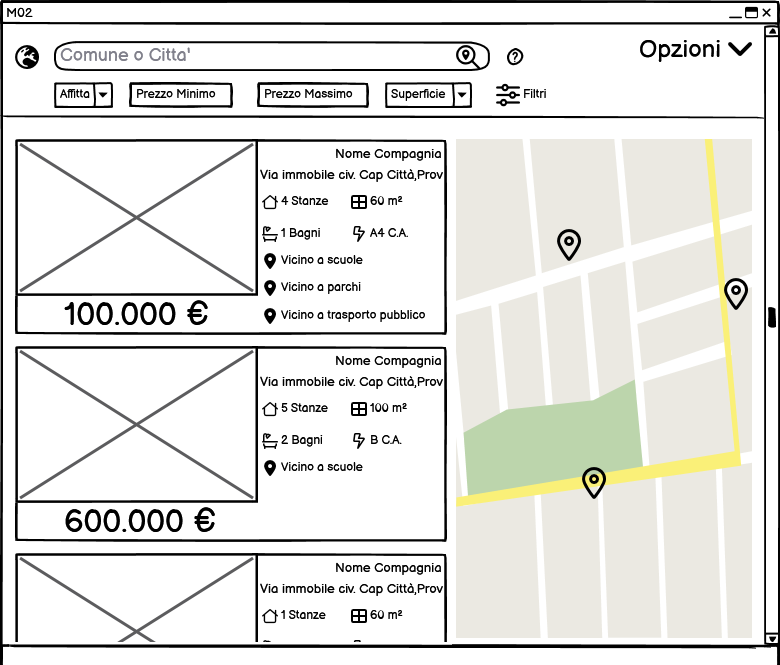 M02
Comune o Citta'
?
Opzioni
Affitta
Prezzo Minimo
Prezzo Massimo
Superficie
Filtri
Nome Compagnia
Via immobile civ. Cap Città,Prov
4 Stanze
60 m²
1 Bagni
A4 C.A.
Vicino a scuole
Vicino a parchi
Vicino a trasporto pubblico
100.000 €
Nome Compagnia
Via immobile civ. Cap Città,Prov
5 Stanze
100 m²
2 Bagni
B C.A.
Vicino a scuole
600.000 €
Nome Compagnia
Via immobile civ. Cap Città,Prov
1 Stanze
60 m²